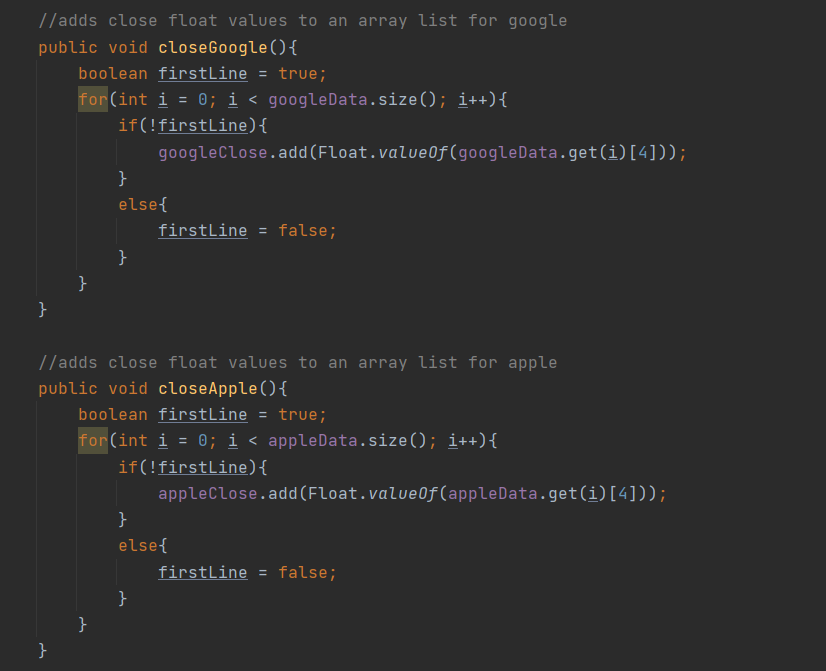 //adds close float values to an array list for google
public void closeGoogle(){
    boolean firstLine = true;
    for(int i = 0; i < googleData.size(); i++){
        if(!firstLine){
            googleClose.add(Float.valueOf(googleData.get(i)[4]));
        }
        else{
            firstLine = false;
        }
    }
}

//adds close float values to an array list for apple
public void closeApple(){
    boolean firstLine = true;
    for(int i = 0; i < appleData.size(); i++){
        if(!firstLine){
            appleClose.add(Float.valueOf(appleData.get(i)[4]));
        }
        else{
            firstLine = false;
        }
    }
}